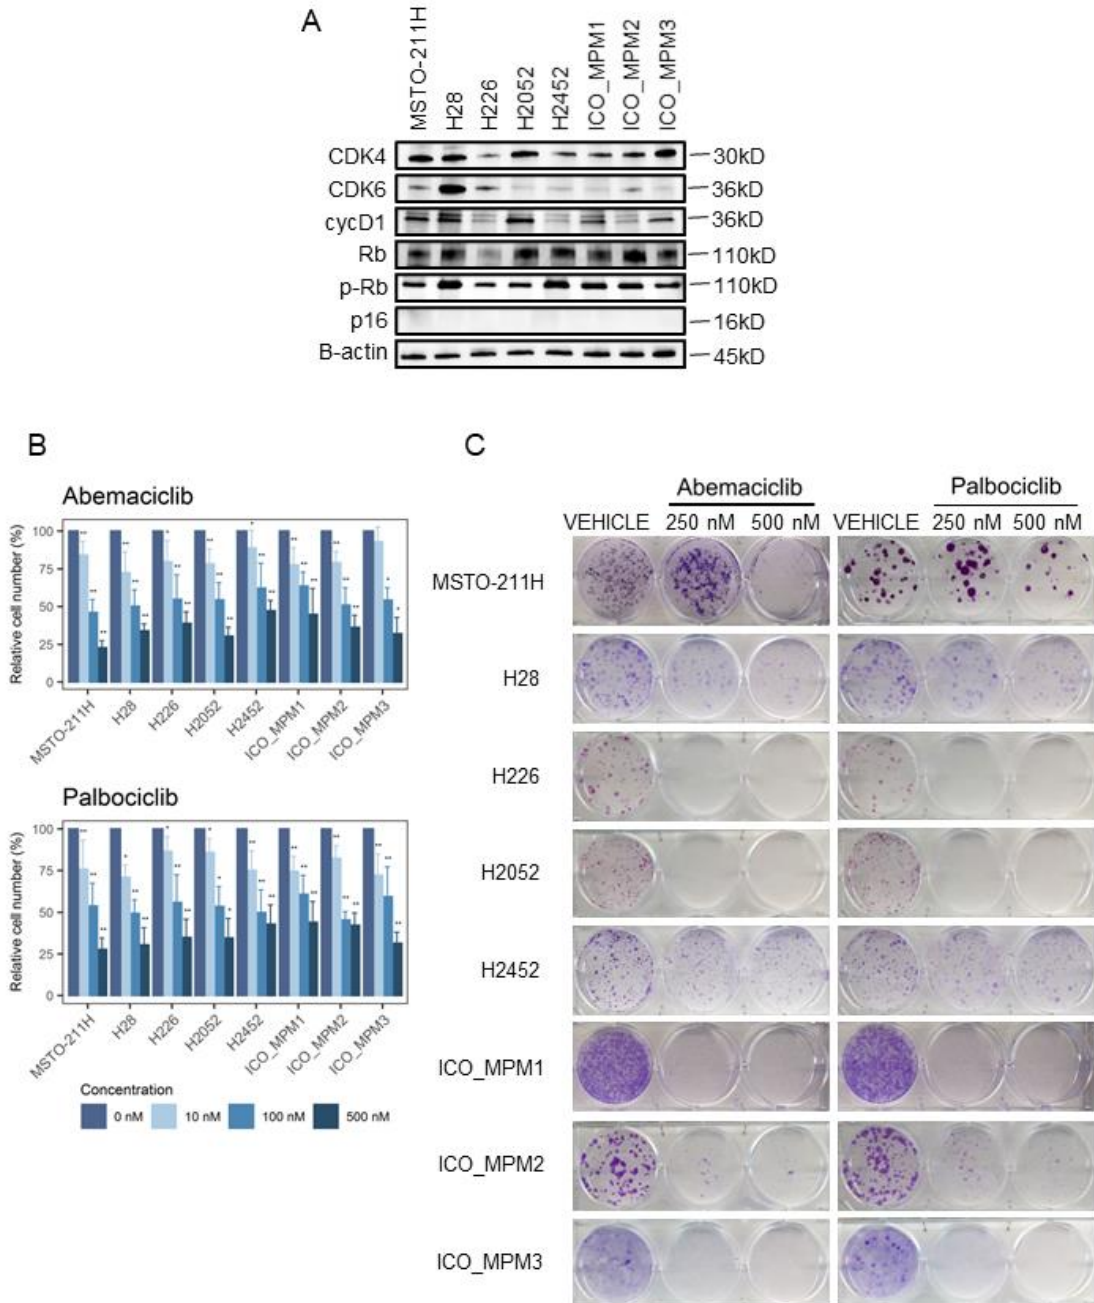 A
MSTO-211H
H28
H226
H2052
H2452
ICO_MPM1
ICO_MPM2
ICO_MPM3
CDK4 30kD
CDK6 36kD
cycD1 36kD
Rb 110kD
p-Rb 110kD
p16 16kD
B-actin 45kD
B
Abemaciclib
Relative cell number (%)
100
75
50
25
0
MSTO-211H
H28
H226
H2052
H2452
ICO_MPM1
ICO_MPM2
ICO_MPM3
Palbociclib
Relative cell number (%)
100
75
50
25
0
MSTO-211H
H28
H226
H2052
H2452
ICO_MPM1
ICO_MPM2
ICO_MPM3
Concentration
0 nM 10 nM 100 nM 500 nM
C
Abemaciclib Palbociclib
VEHICLE 250 nM 500 nM VEHICLE 250 nM 500 nM
MSTO-211H
H28
H226
H2052
H2452
ICO_MPM1
ICO_MPM2
ICO_MPM3